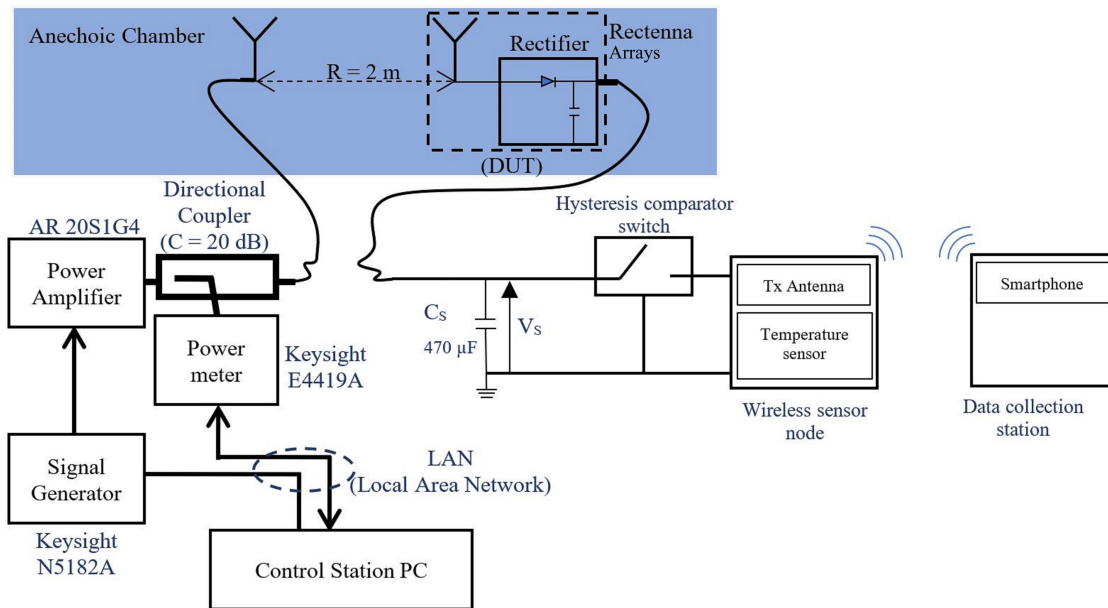 Anechoic Chamber
R = 2 m
Rectifier
Rectenna
Arrays
(DUT)
Directional
Coupler
(C = 20 dB)
AR 20S1G4
Power
Amplifier
Power
meter
Keysight
E4419A
Signal
Generator
Keysight
N5182A
LAN
(Local Area Network)
Control Station PC
Hysteresis comparator
switch
CS
470 µF
VS
Tx Antenna
Temperature
sensor
Wireless sensor
node
Smartphone
Data collection
station